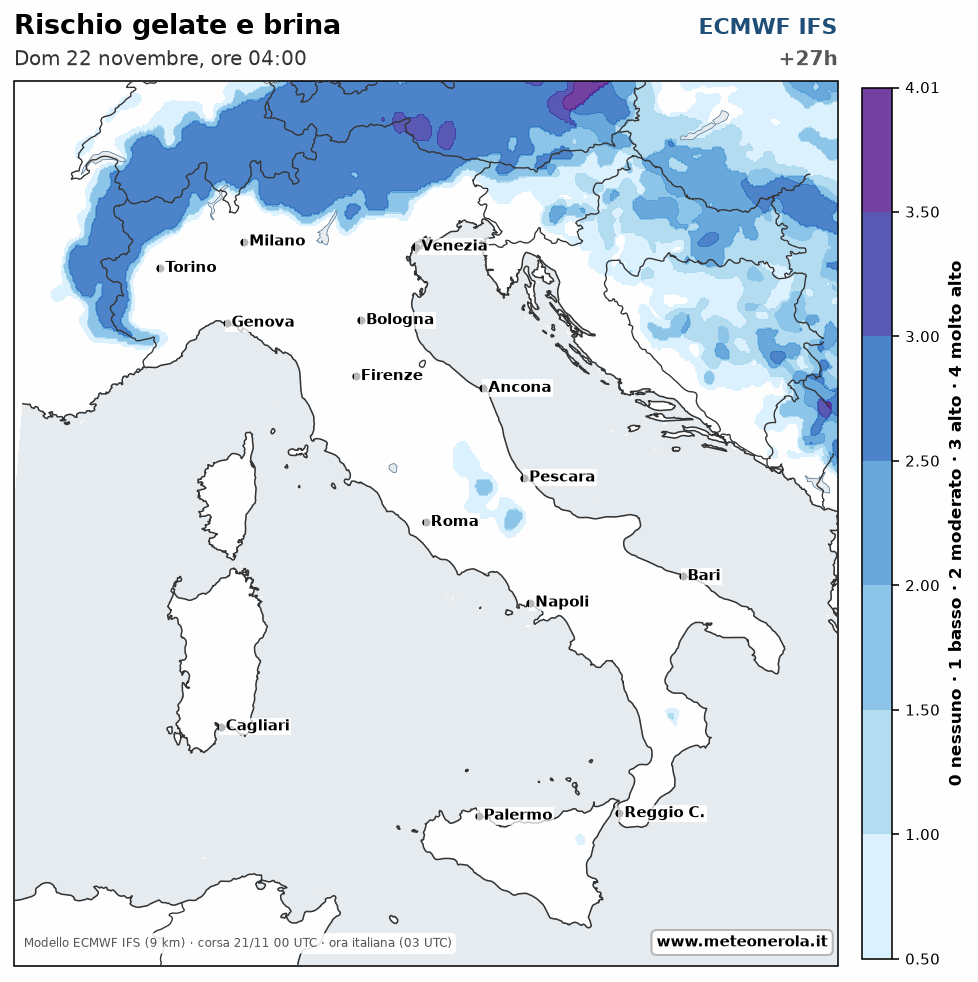 Rischio gelate e brina
ECMWF IFS
Dom 22 novembre, ore 04:00
+27h
4.01
3.50
3.00
2.50
2.00
1.50
1.00
0.50
0 nessuno · 1 basso · 2 moderato · 3 alto · 4 molto alto
Milano
Venezia
Torino
Genova
Bologna
Firenze
Ancona
Pescara
Roma
Bari
Napoli
Cagliari
Palermo
Reggio C.
Modello ECMWF IFS (9 km) · corsa 21/11 00 UTC · ora italiana (03 UTC)
www.meteonerola.it